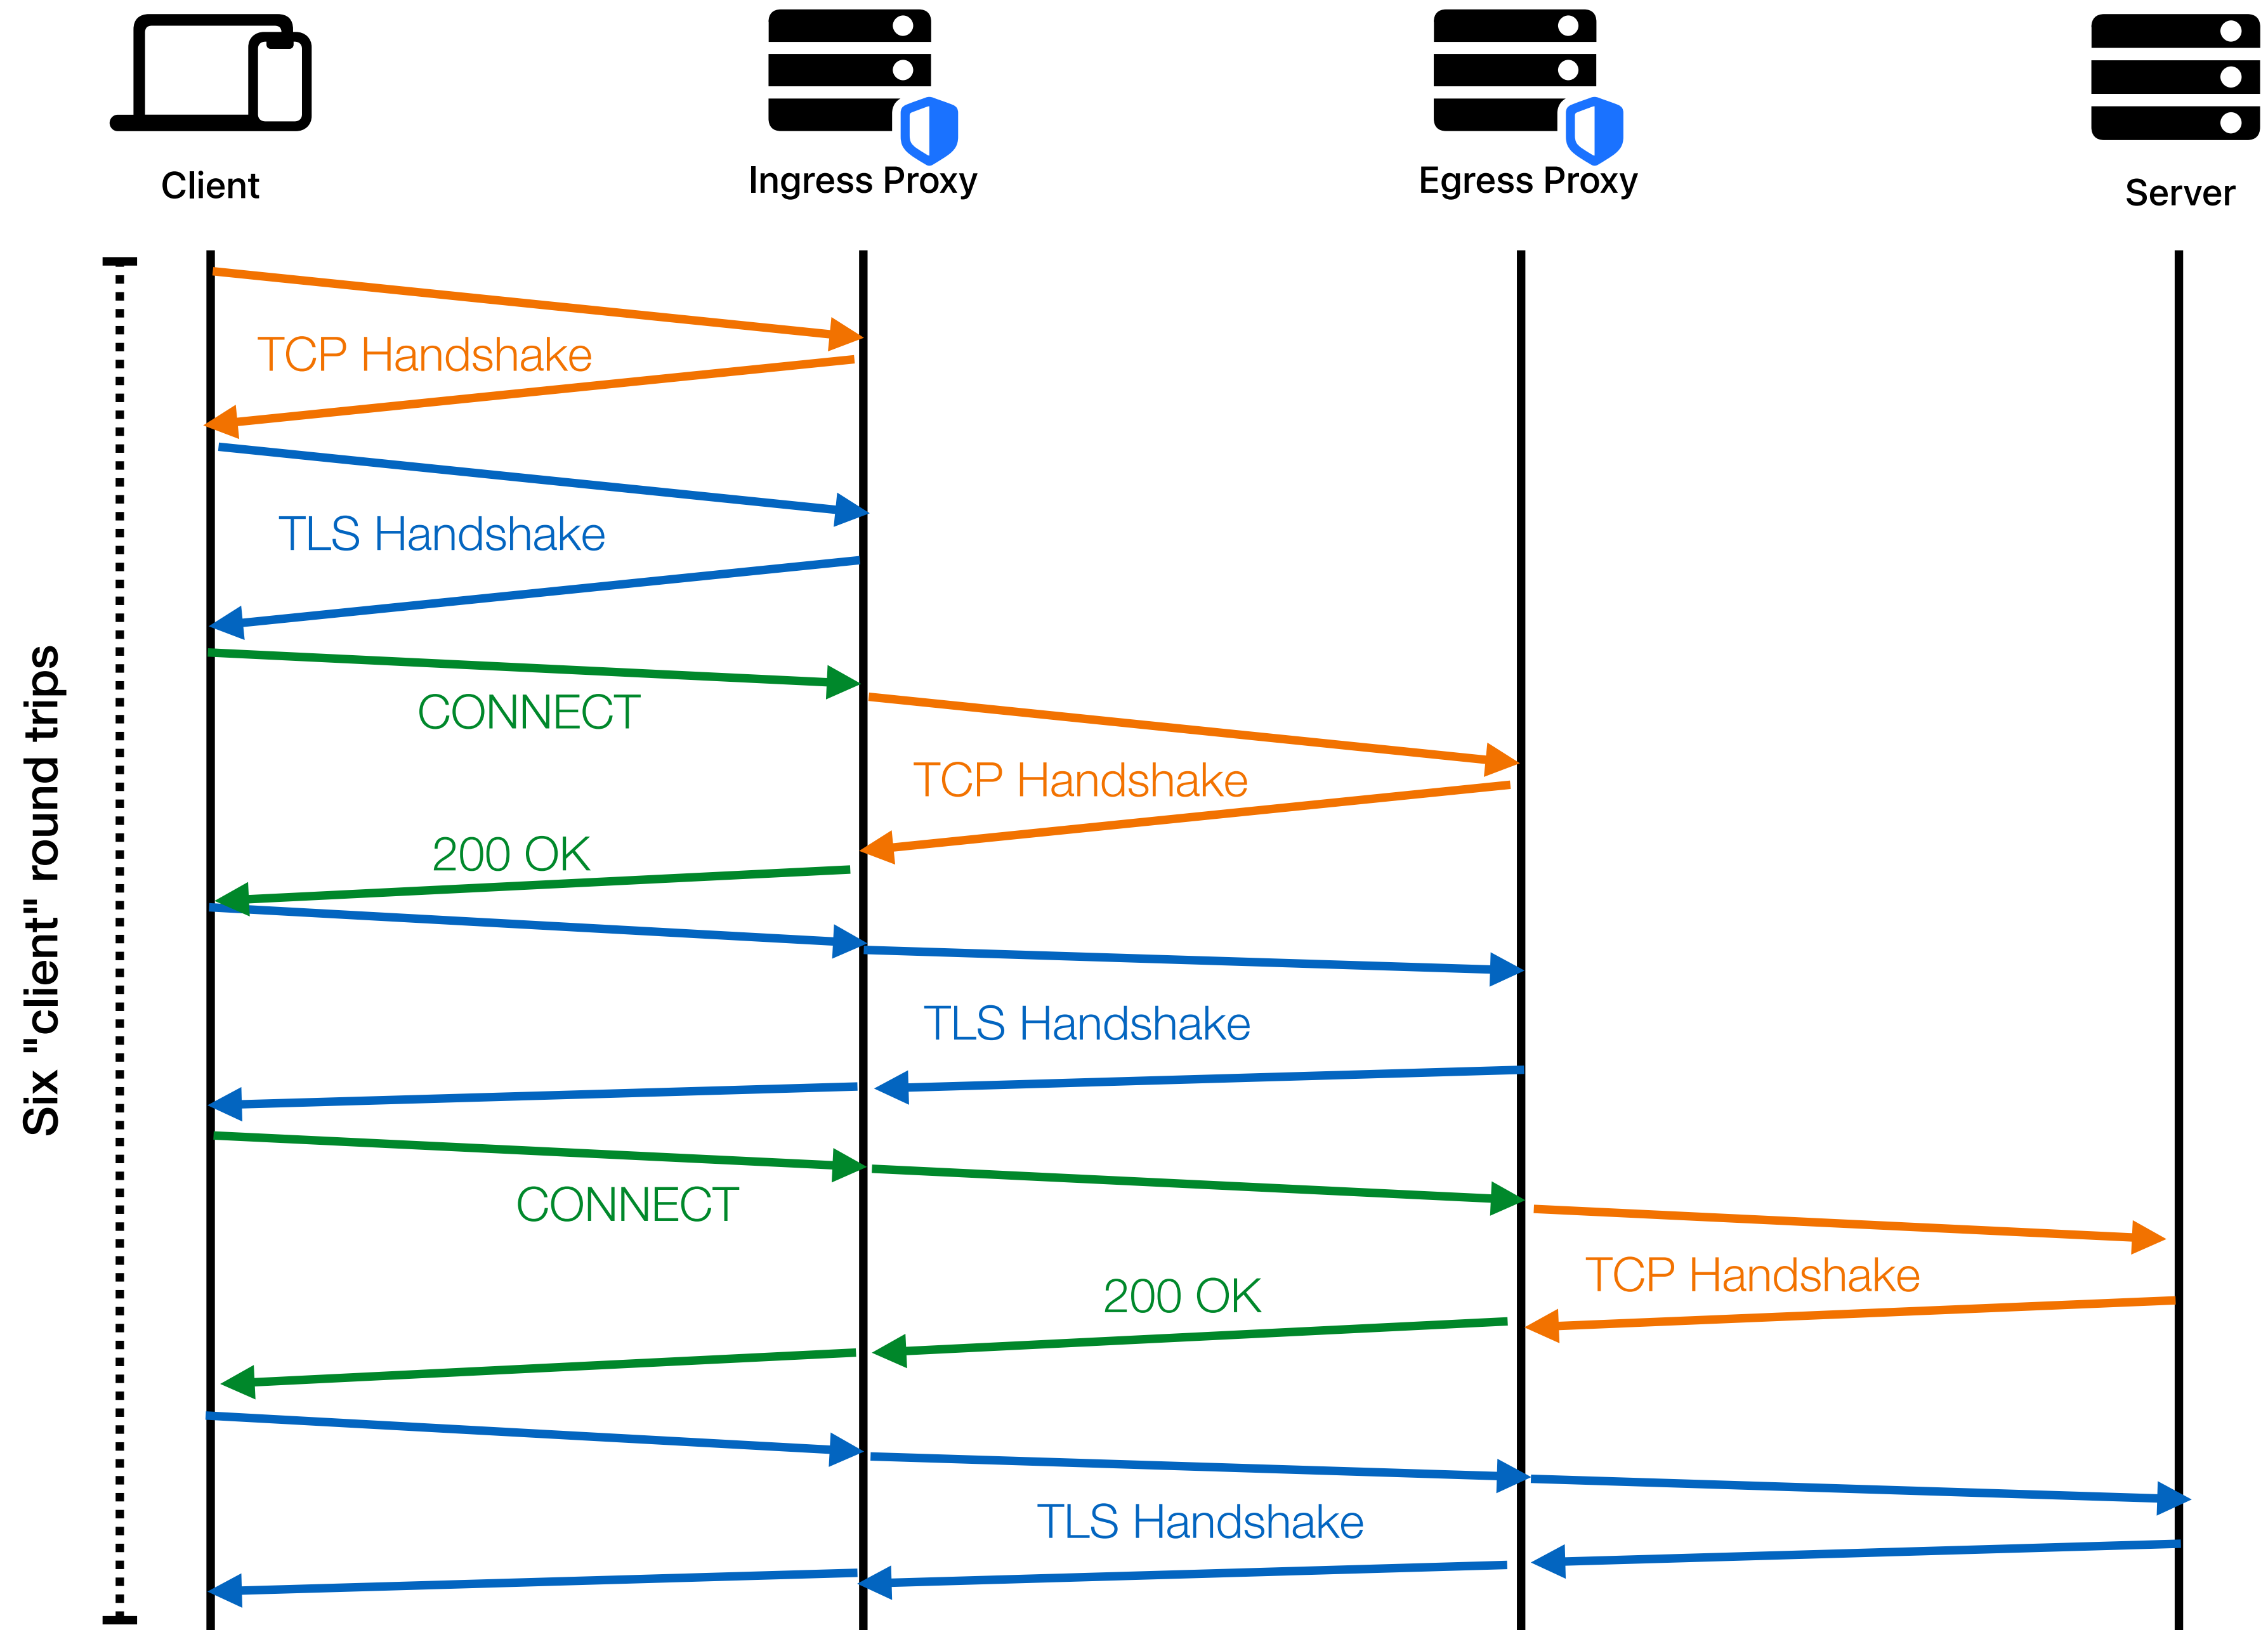 Client
Ingress Proxy
Egress Proxy
Server
Six "client" round trips
TCP Handshake
TLS Handshake
CONNECT
TCP Handshake
200 OK
TLS Handshake
CONNECT
TCP Handshake
200 OK
TLS Handshake